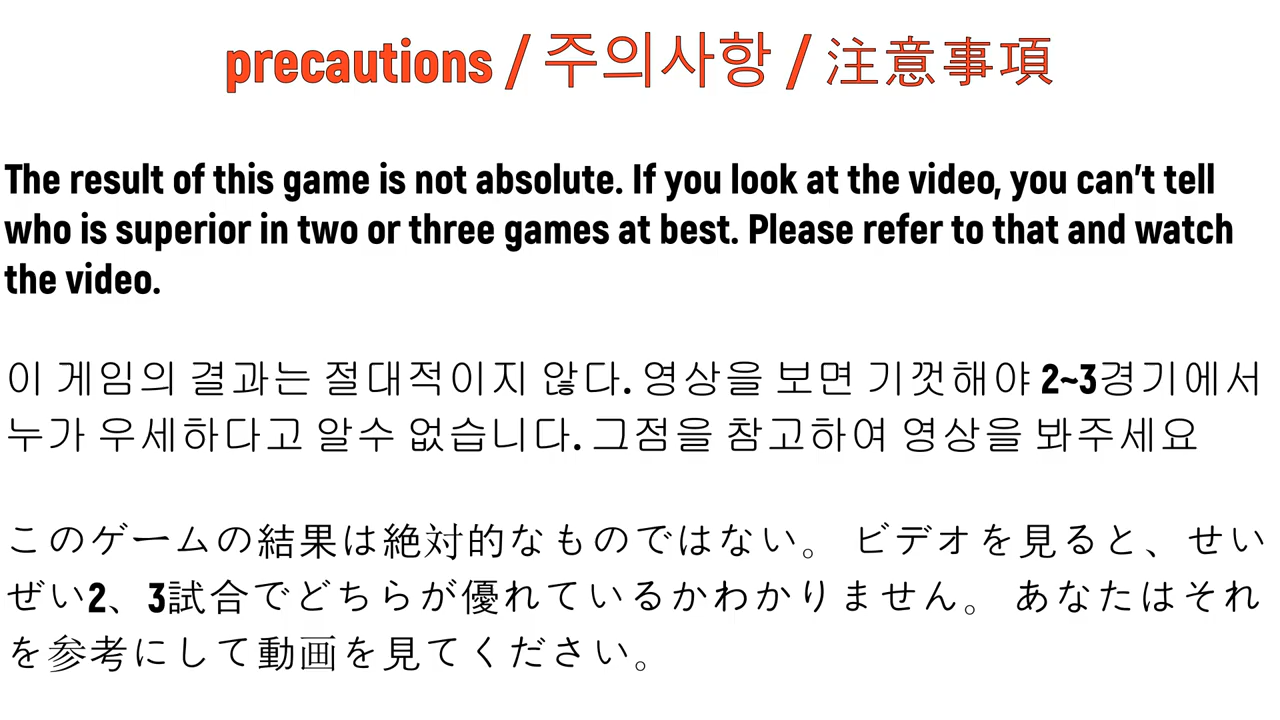 precautions / 주의사항 / 注意事項
The result of this game is not absolute. If you look at the video, you can't tell
who is superior in two or three games at best. Please refer to that and watch
the video.
이 게임의 결과는 절대적이지 않다. 영상을 보면 기껏해야 2~3경기에서
누가 우세하다고 알수 없습니다. 그점을 참고하여 영상을 봐주세요
このゲームの結果は絶対的なものではない。 ビデオを見ると、せい
ぜい2、3試合でどちらが優れているかわかりません。 あなたはそれ
を参考にして動画を見てください。